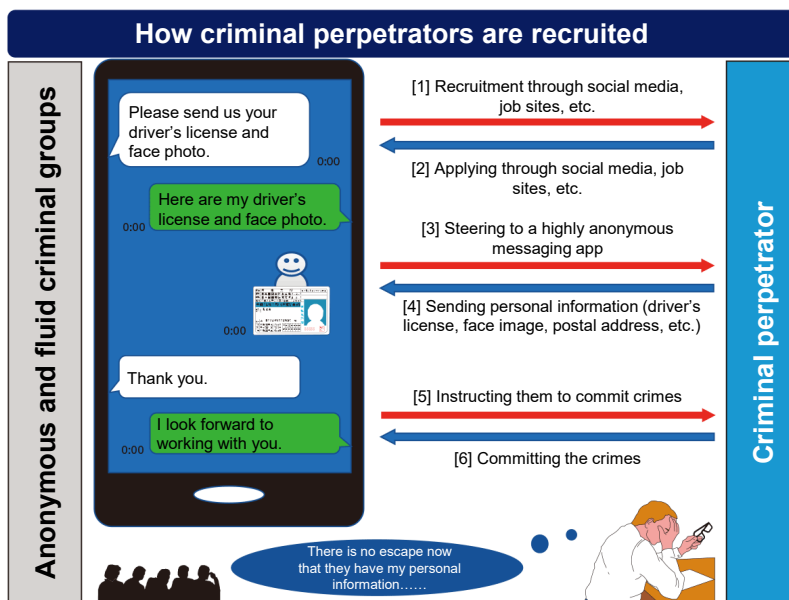 How criminal perpetrators are recruited
Anonymous and fluid criminal groups
Please send us your
driver's license and
face photo.
0:00
Here are my driver's
license and face photo.
0:00
0:00
Thank you.
I look forward to
working with you.
0:00
[1] Recruitment through social media,
job sites, etc.
[2] Applying through social media, job
sites, etc.
[3] Steering to a highly anonymous
messaging app
[4] Sending personal information (driver's
license, face image, postal address, etc.)
[5] Instructing them to commit crimes
[6] Committing the crimes
Criminal perpetrator
There is no escape now
that they have my personal
information……